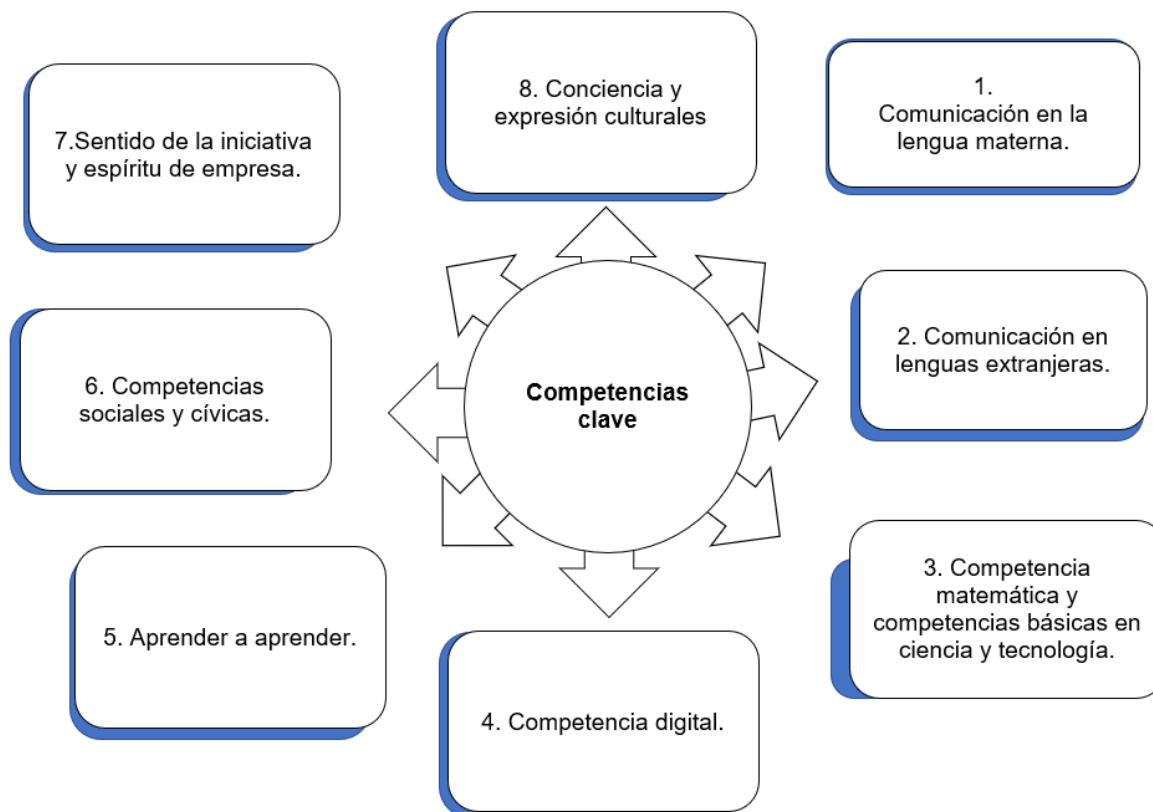 Competencias
clave
1.
Comunicación en la
lengua materna.
2. Comunicación en
lenguas extranjeras.
3. Competencia
matemática y
competencias básicas en
ciencia y tecnología.
4. Competencia digital.
5. Aprender a aprender.
6. Competencias
sociales y cívicas.
7.Sentido de la iniciativa
y espíritu de empresa.
8. Conciencia y
expresión culturales